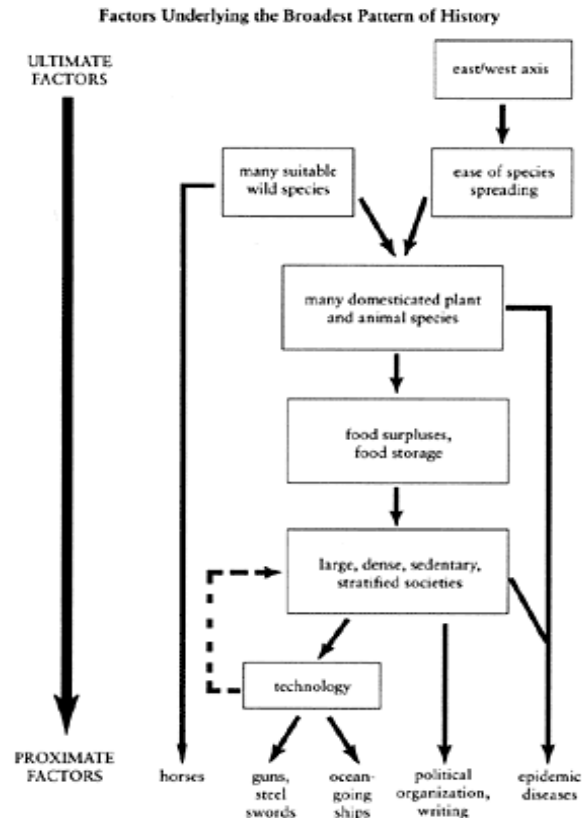 Factors Underlying the Broadest Pattern of History
ULTIMATE
FACTORS
east/west axis
many suitable
wild species
ease of species
spreading
many domesticated plant
and animal species
food surpluses,
food storage
large, dense, sedentary,
stratified societies
technology
PROXIMATE
FACTORS
horses
guns,
steel
swords
ocean-
going
ships
political
organization,
writing
epidemic
diseases